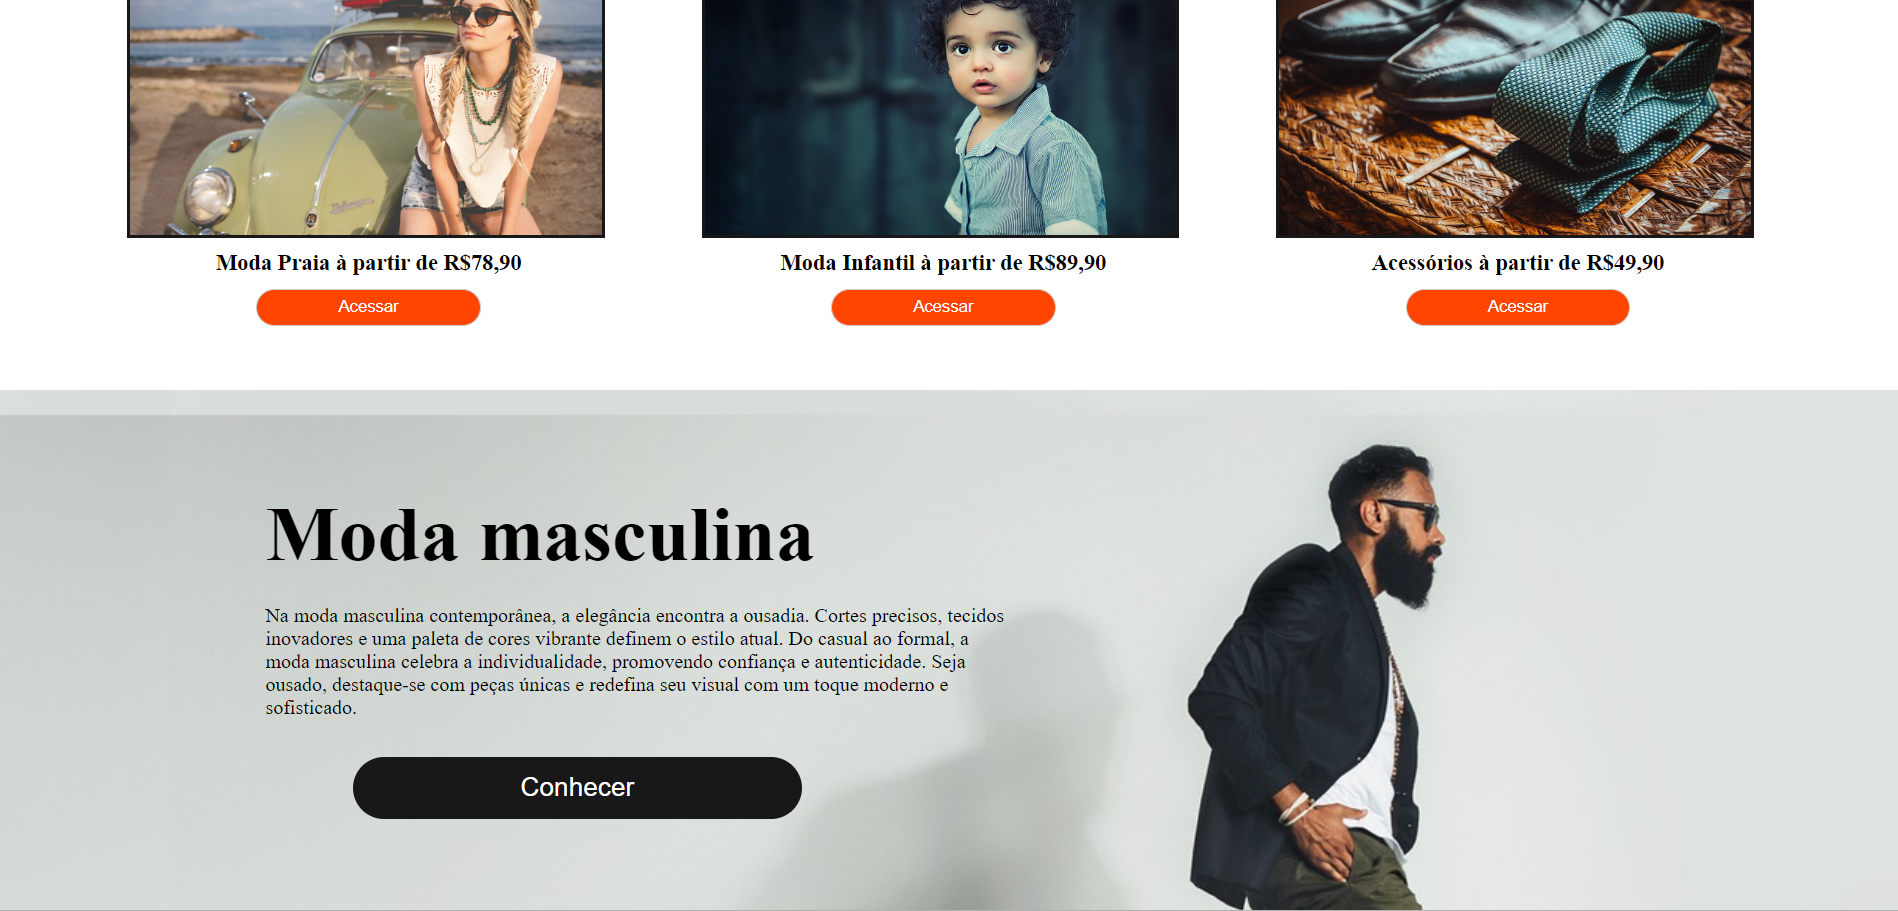 Moda Praia à partir de R$78,90
Moda Infantil à partir de R$89,90
Acessórios à partir de R$49,90
Acessar
Acessar
Acessar
Moda masculina
Na moda masculina contemporânea, a elegância encontra a ousadia. Cortes precisos, tecidos
inovadores e uma paleta de cores vibrante definem o estilo atual. Do casual ao formal, a
moda masculina celebra a individualidade, promovendo confiança e autenticidade. Seja
ousado, destaque-se com peças únicas e redefina seu visual com um toque moderno e
sofisticado.
Conhecer